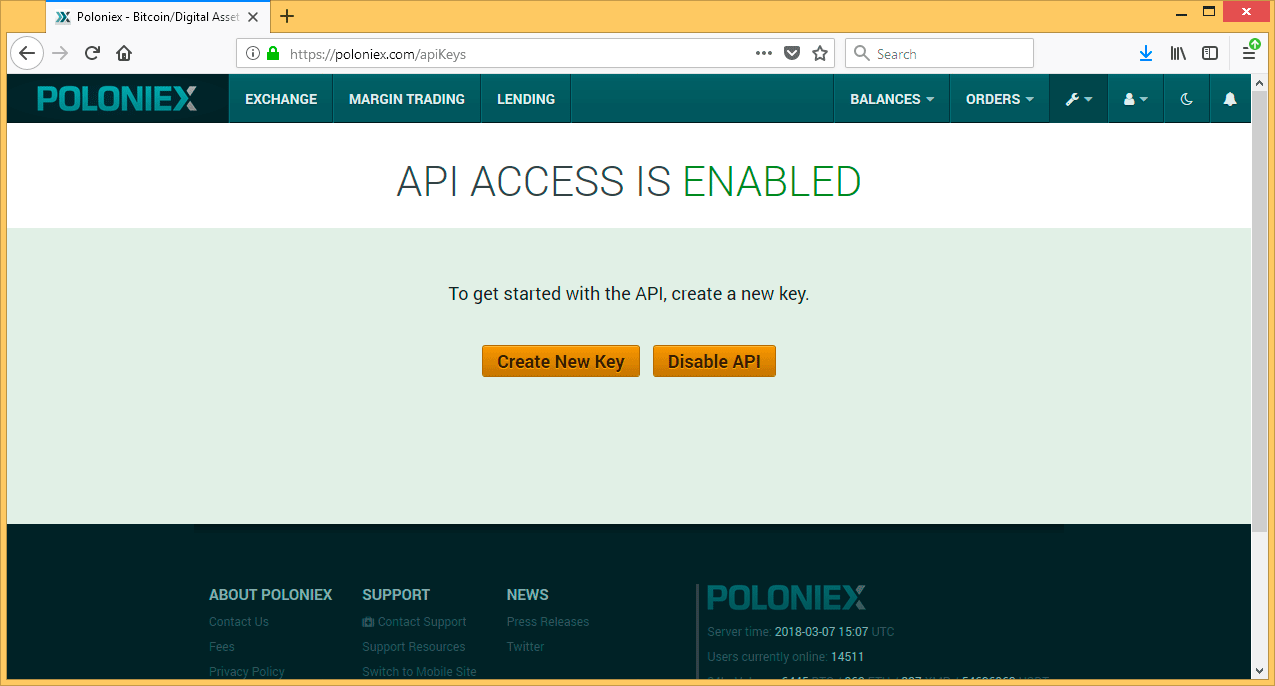 Poloniex - Bitcoin/Digital Asset
https://poloniex.com/apiKeys
Search
POLONIEX EXCHANGE MARGIN TRADING LENDING BALANCES ORDERS
API ACCESS IS ENABLED
To get started with the API, create a new key.
Create New Key Disable API
ABOUT POLONIEX
Contact Us
Fees
Privacy Policy
SUPPORT
Contact Support
Support Resources
Switch to Mobile Site
NEWS
Press Releases
Twitter
POLONIEX
Server time: 2018-03-07 15:07 UTC
Users currently online: 14511